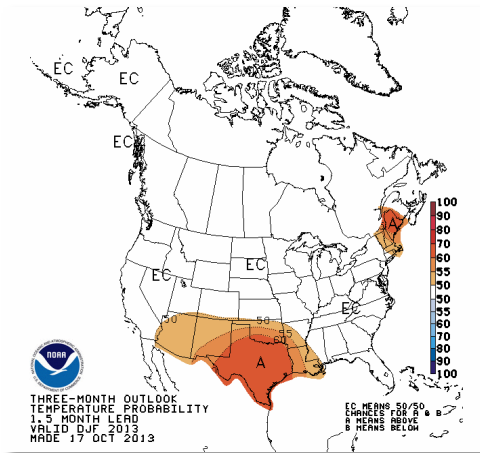 EC
EC
EC
100
90
A
80
70
60
55
50
EC
EC
50
55
60
EC
70
80
90
100
50
50
55
60
A
NOAA
THREE-MONTH OUTLOOK
TEMPERATURE PROBABILITY
1.5 MONTH LEAD
VALID DJF 2013
MADE 17 OCT 2013
EC MEANS 50/50
CHANCES FOR A & B
A MEANS ABOVE
B MEANS BELOW